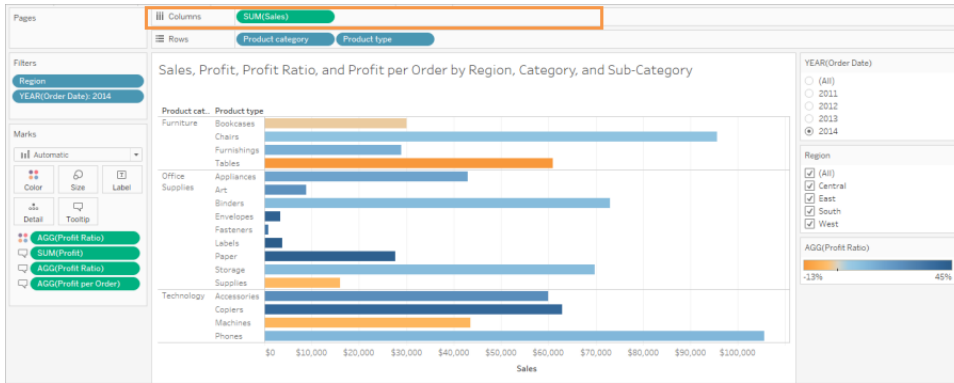 Pages
Columns SUM(Sales)
Rows Product category Product type
Filters
Region
YEAR(Order Date): 2014
Marks
Automatic
Color Size Label
Detail Tooltip
AGG(Profit Ratio)
SUM(Profit)
AGG(Profit Ratio)
AGG(Profit per Order)
Sales, Profit, Profit Ratio, and Profit per Order by Region, Category, and Sub-Category
Product cat.. Product type
Furniture Bookcases
Chairs
Furnishings
Tables
Office Supplies Appliances
Art
Binders
Envelopes
Fasteners
Labels
Paper
Storage
Supplies
Technology Accessories
Copiers
Machines
Phones
$0 $10,000 $20,000 $30,000 $40,000 $50,000 $60,000 $70,000 $80,000 $90,000 $100,000
Sales
YEAR(Order Date)
(All)
2011
2012
2013
2014
Region
(All)
Central
East
South
West
AGG(Profit Ratio)
-13% 45%